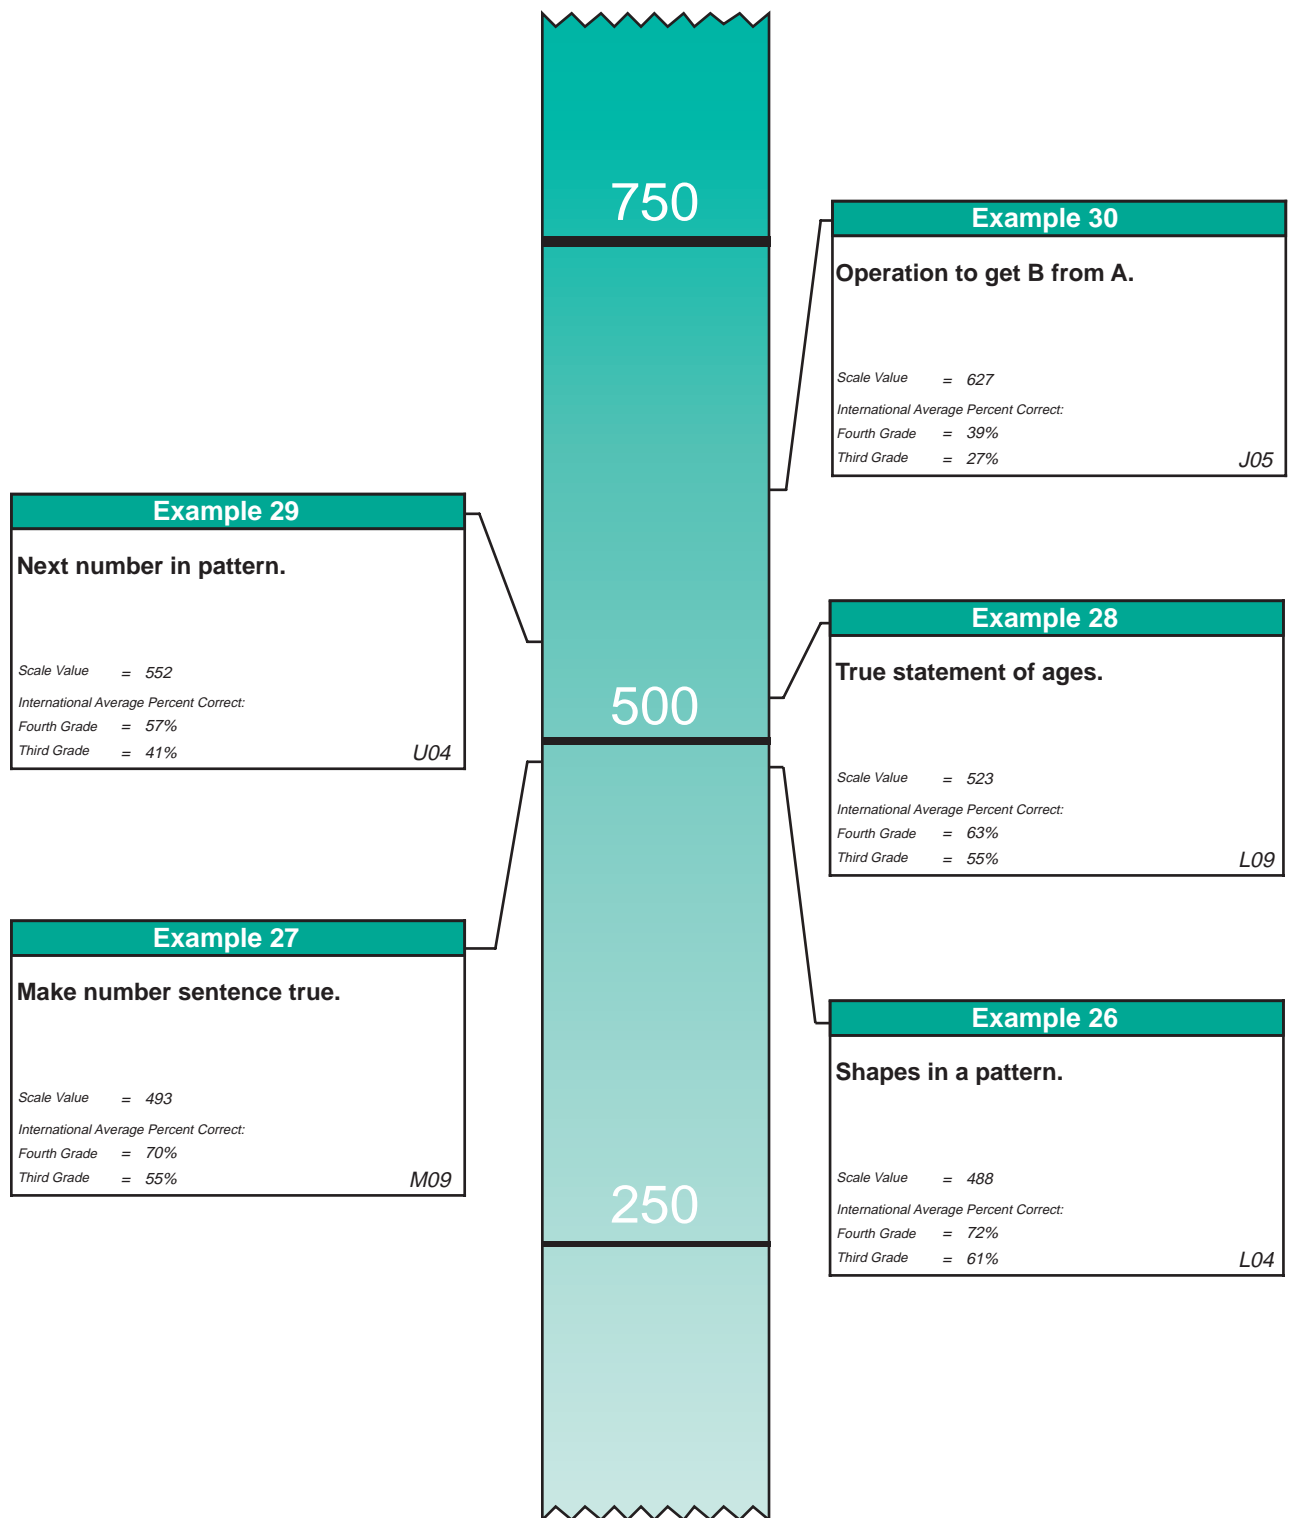 750
Example 30
Operation to get B from A.
Scale Value = 627
International Average Percent Correct:
Fourth Grade = 39%
Third Grade = 27%
J05
Example 29
Next number in pattern.
Scale Value = 552
International Average Percent Correct:
Fourth Grade = 57%
Third Grade = 41%
U04
500
Example 28
True statement of ages.
Scale Value = 523
International Average Percent Correct:
Fourth Grade = 63%
Third Grade = 55%
L09
Example 27
Make number sentence true.
Scale Value = 493
International Average Percent Correct:
Fourth Grade = 70%
Third Grade = 55%
M09
Example 26
Shapes in a pattern.
Scale Value = 488
International Average Percent Correct:
Fourth Grade = 72%
Third Grade = 61%
L04
250